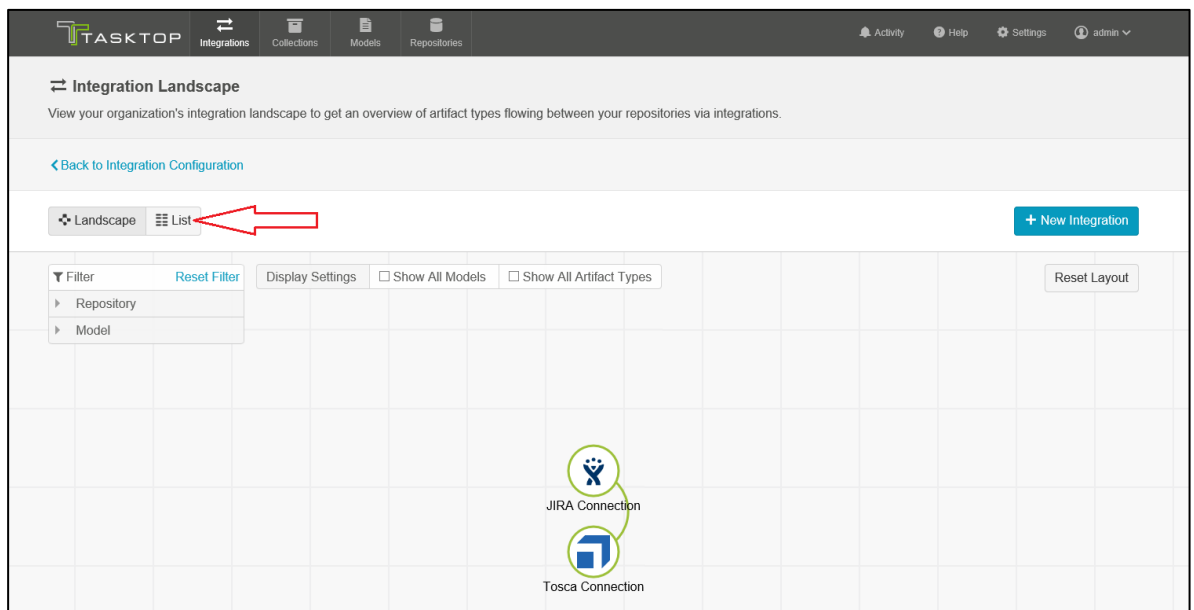 TASKTOP
Integrations
Collections
Models
Repositories
Activity
Help
Settings
admin
Integration Landscape
View your organization's integration landscape to get an overview of artifact types flowing between your repositories via integrations.
Back to Integration Configuration
Landscape
List
+ New Integration
Filter
Reset Filter
Display Settings
Show All Models
Show All Artifact Types
Reset Layout
Repository
Model
JIRA Connection
Tosca Connection